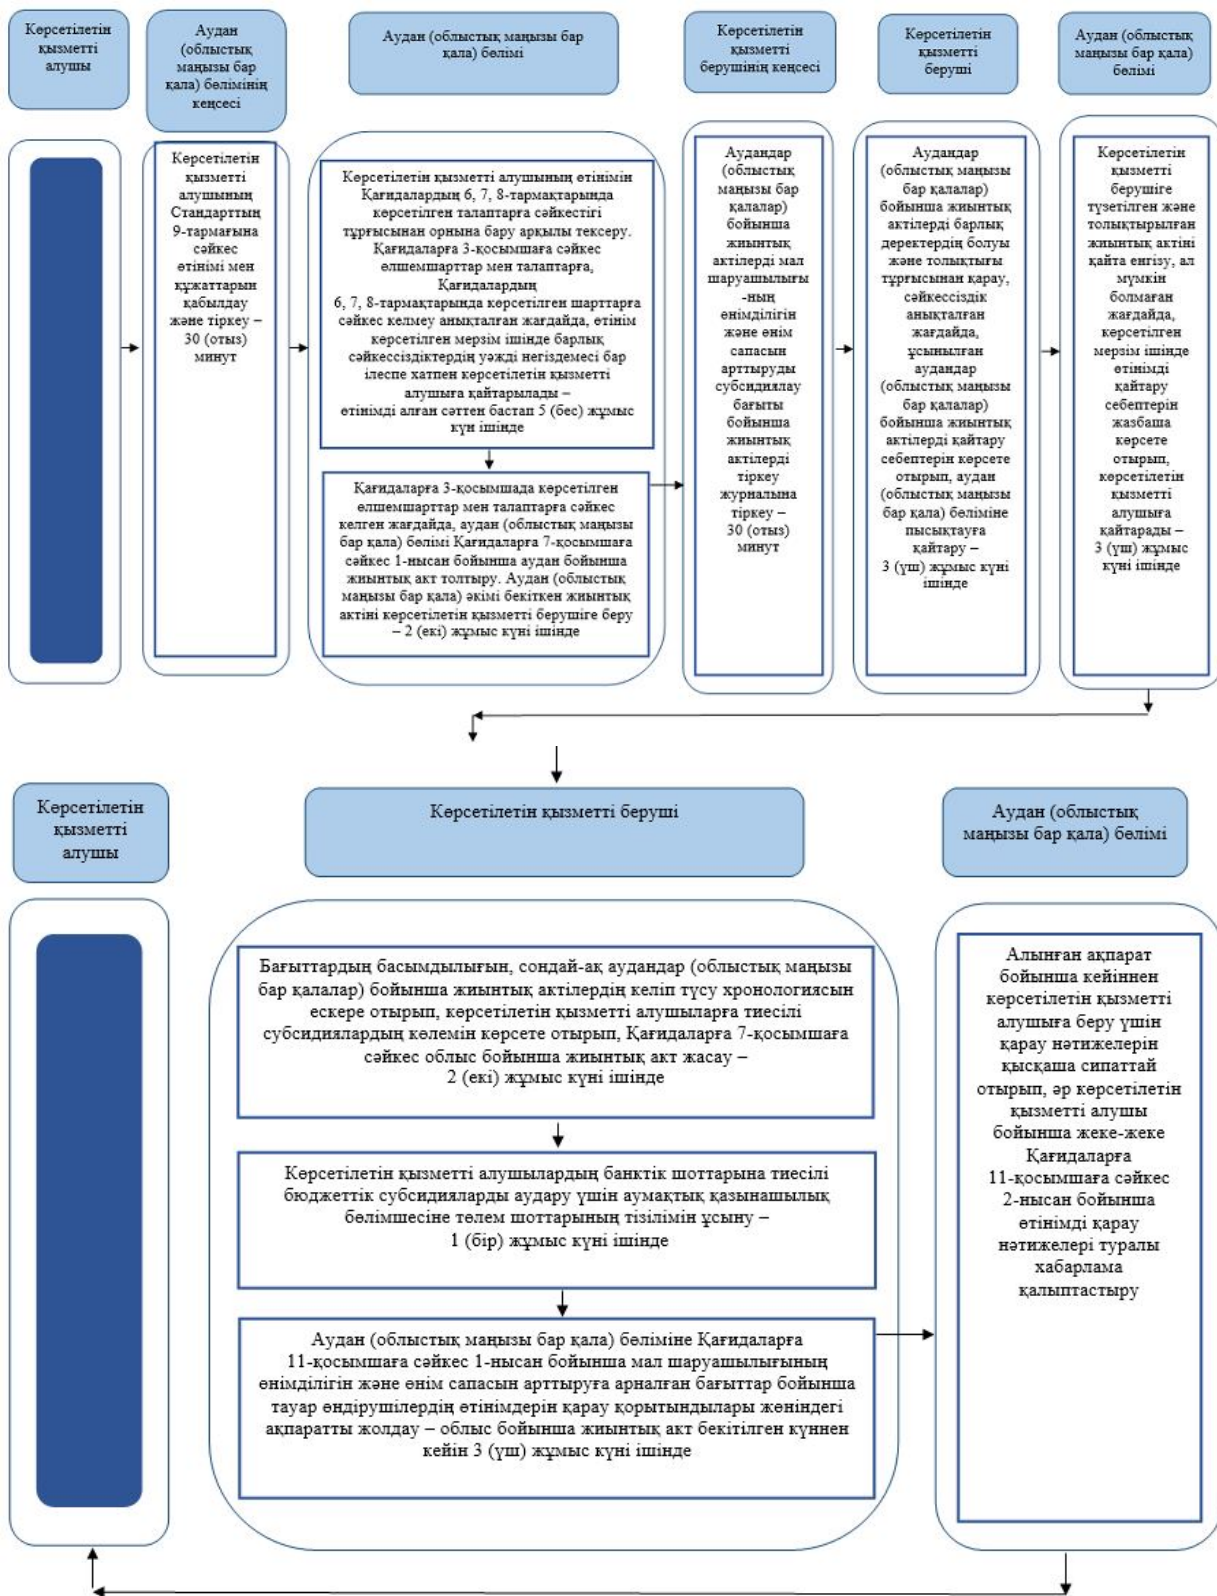 Көрсетілетін
қызметті
алушы
Аудан
(облыстық
маңызы бар
қала) бөлімінің
кеңсесі
Аудан (облыстық маңызы бар
қала) бөлімі
Көрсетілетін
қызметті
берушінің кеңсесі
Көрсетілетін
қызметті
беруші
Аудан (облыстық
маңызы бар қала)
бөлімі
Көрсетілетін
қызметті
алушының
Стандарттың
9-тармағына
сәйкес
өтінімі мен
құжаттарын
қабылдау
және тіркеу –
30 (отыз)
минут
Көрсетілетін қызметті алушының өтінімін
Қағидалардың 6, 7, 8-тармақтарында
көрсетілген талаптарға сәйкестігі
тұрғысынан орнына бару арқылы тексеру.
Қағидаларға 3-қосымшаға сәйкес
өлшемшарттар мен талаптарға,
Қағидалардың
6, 7, 8-тармақтарында көрсетілген шарттарға
сәйкес келмеу анықталған жағдайда, өтінім
көрсетілген мерзім ішінде барлық
сәйкессіздіктердің уәжді негіздемесі бар
ілеспе хатпен көрсетілетін қызметті
алушыға қайтарылады –
өтінімді алған сәттен бастап 5 (бес) жұмыс
күн ішінде
Қағидаларға 3-қосымшада көрсетілген
өлшемшарттар мен талаптарға сәйкес
келген жағдайда, аудан (облыстық маңызы
бар қала) бөлімі Қағидаларға 7-қосымшаға
сәйкес 1-нысан бойынша аудан бойынша
жиынтық акт толтыру. Аудан (облыстық
маңызы бар қала) әкімі бекіткен жиынтық
актіні көрсетілетін қызметті берушіге беру
– 2 (екі) жұмыс күні ішінде
Аудандар
(облыстық
маңызы бар
қалалар)
бойынша
жиынтық
актілерді мал
шаруашылығы
-ның
өнімділігін
және өнім
сапасын
арттыруды
субсидиялау
бағыты
бойынша
жиынтық
актілерді
тіркеу
журналына
тіркеу –
30 (отыз)
минут
Аудандар
(облыстық маңызы
бар қалалар)
бойынша жиынтық
актілерді барлық
деректердің болуы
және толықтығы
тұрғысынан қарау,
сәйкессіздік
анықталған
жағдайда,
ұсынылған
аудандар
(облыстық маңызы
бар қалалар)
бойынша жиынтық
актілерді қайтару
себептерін көрсете
отырып, аудан
(облыстық маңызы
бар қала) бөліміне
пысықтауға
қайтару –
3 (үш) жұмыс күні
ішінде
Көрсетілетін
қызметті
берушіге
түзетілген және
толықтырылған
жиынтық актіні
қайта енгізу, ал
мүмкін
болмаған
жағдайда,
көрсетілген
мерзім ішінде
өтінімді
қайтару
себептерін
жазбаша
көрсете
отырып,
көрсетілетін
қызметті
алушыға
қайтарады –
3 (үш) жұмыс
күні ішінде
Көрсетілетін
қызметті
алушы
Көрсетілетін қызметті беруші
Аудан (облыстық
маңызы бар қала) бөлімі
Бағыттардың басымдылығын, сондай-ақ аудандар (облыстық маңызы
бар қалалар) бойынша жиынтық актілердің келіп түсу хронологиясын
ескере отырып, көрсетілетін қызметті алушыларға тиесілі
субсидиялардың көлемін көрсете отырып, Қағидаларға 7-қосымшаға
сәйкес облыс бойынша жиынтық акт жасау –
2 (екі) жұмыс күні ішінде
Көрсетілетін қызметті алушылардың банктік шоттарына тиесілі
бюджеттік субсидияларды аудару үшін аумақтық қазынашылық
бөлімшесіне төлем шоттарының тізілімін ұсыну –
1 (бір) жұмыс күні ішінде
Аудан (облыстық маңызы бар қала) бөліміне Қағидаларға
11-қосымшаға сәйкес 1-нысан бойынша мал шаруашылығының
өнімділігін және өнім сапасын арттыруға арналған бағыттар бойынша
тауар өндірушілердің өтінімдерін қарау қорытындылары жөніндегі
ақпаратты жолдау – облыс бойынша жиынтық акт бекітілген күннен
кейін 3 (үш) жұмыс күні ішінде
Алынған ақпарат
бойынша кейіннен
көрсетілетін қызметті
алушыға беру үшін
қарау нәтижелерін
қысқаша сипаттай
отырып, әр көрсетілетін
қызметті алушы
бойынша жеке-жеке
Қағидаларға
11-қосымшаға сәйкес
2-нысан бойынша
өтінімді қарау
нәтижелері туралы
хабарлама
қалыптастыру